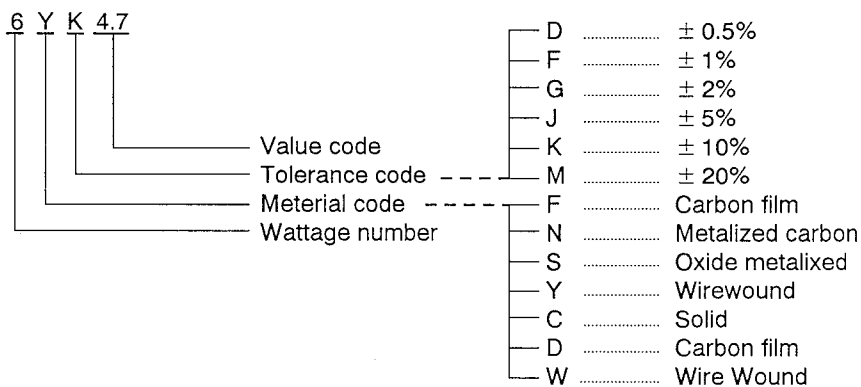 6 Y K 4.7
D ................ ± 0.5%
F ................ ± 1%
G ................ ± 2%
J ................ ± 5%
Value code
K ................ ± 10%
Tolerance code
M ................ ± 20%
Meterial code
F ................ Carbon film
Wattage number
N ................ Metalized carbon
S ................ Oxide metalixed
Y ................ Wirewound
C ................ Solid
D ................ Carbon film
W ................ Wire Wound